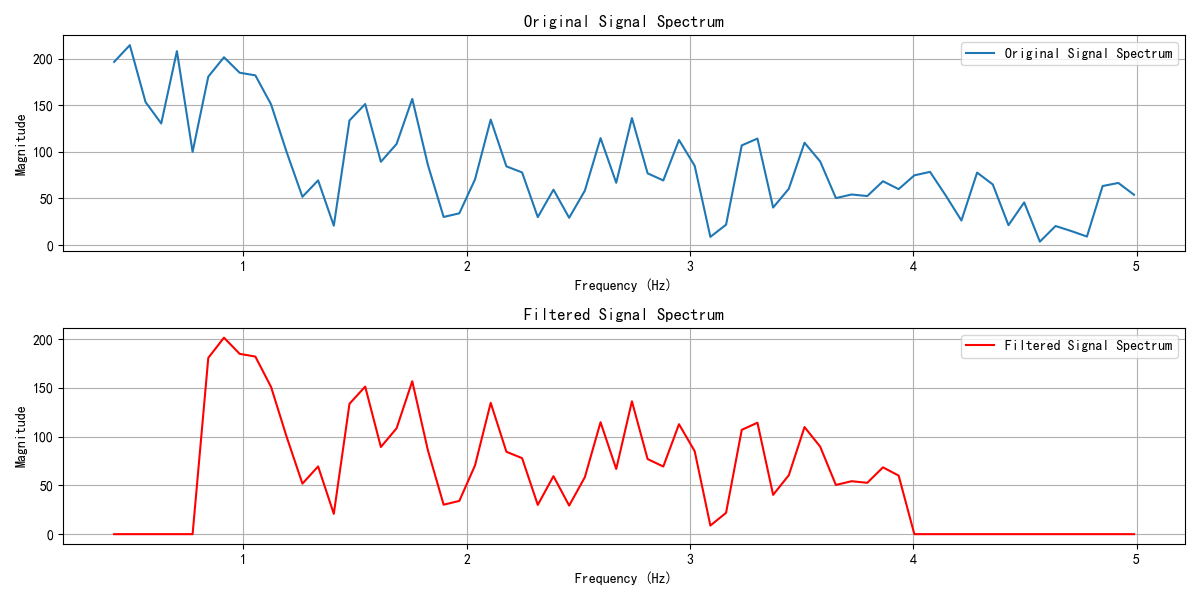 Original Signal Spectrum
Original Signal Spectrum
Magnitude
200
150
100
50
0
1 2 3 4 5
Frequency (Hz)
Filtered Signal Spectrum
Filtered Signal Spectrum
Magnitude
200
150
100
50
0
1 2 3 4 5
Frequency (Hz)